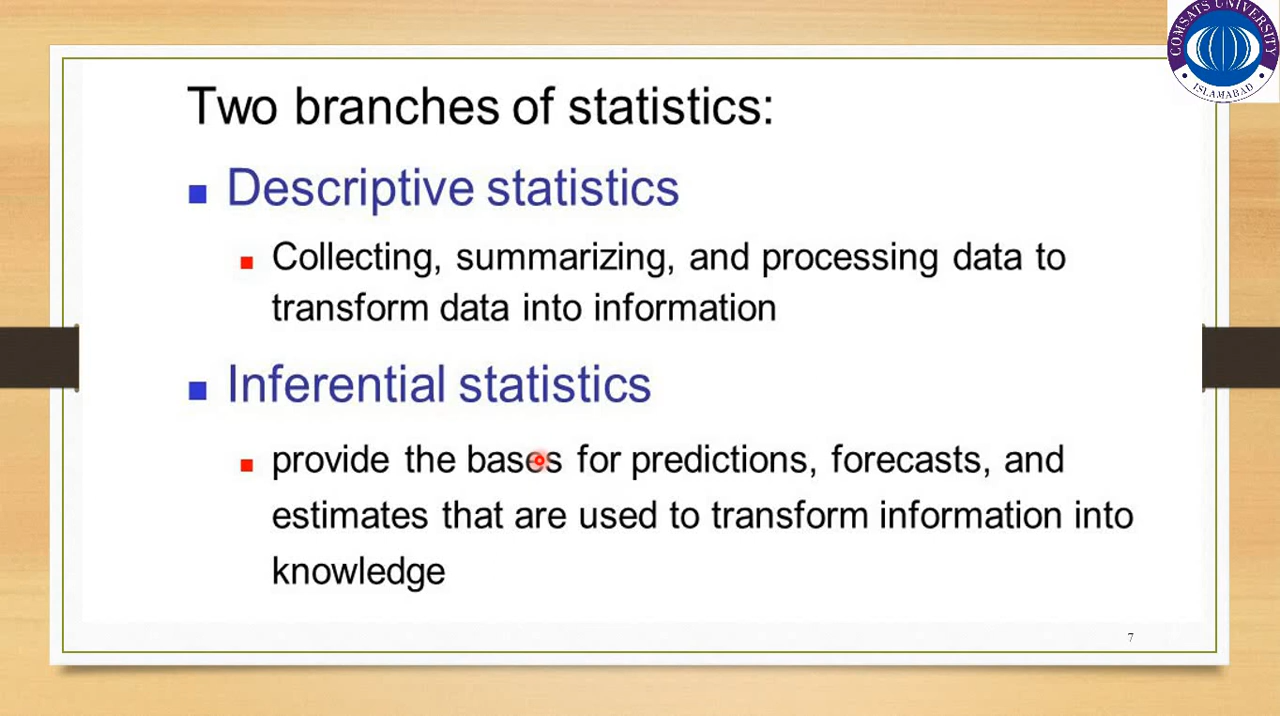 COMSATS UNIVERSITY
ISLAMABAD
Two branches of statistics:
Descriptive statistics
Collecting, summarizing, and processing data to
transform data into information
Inferential statistics
provide the bases for predictions, forecasts, and
estimates that are used to transform information into
knowledge
7